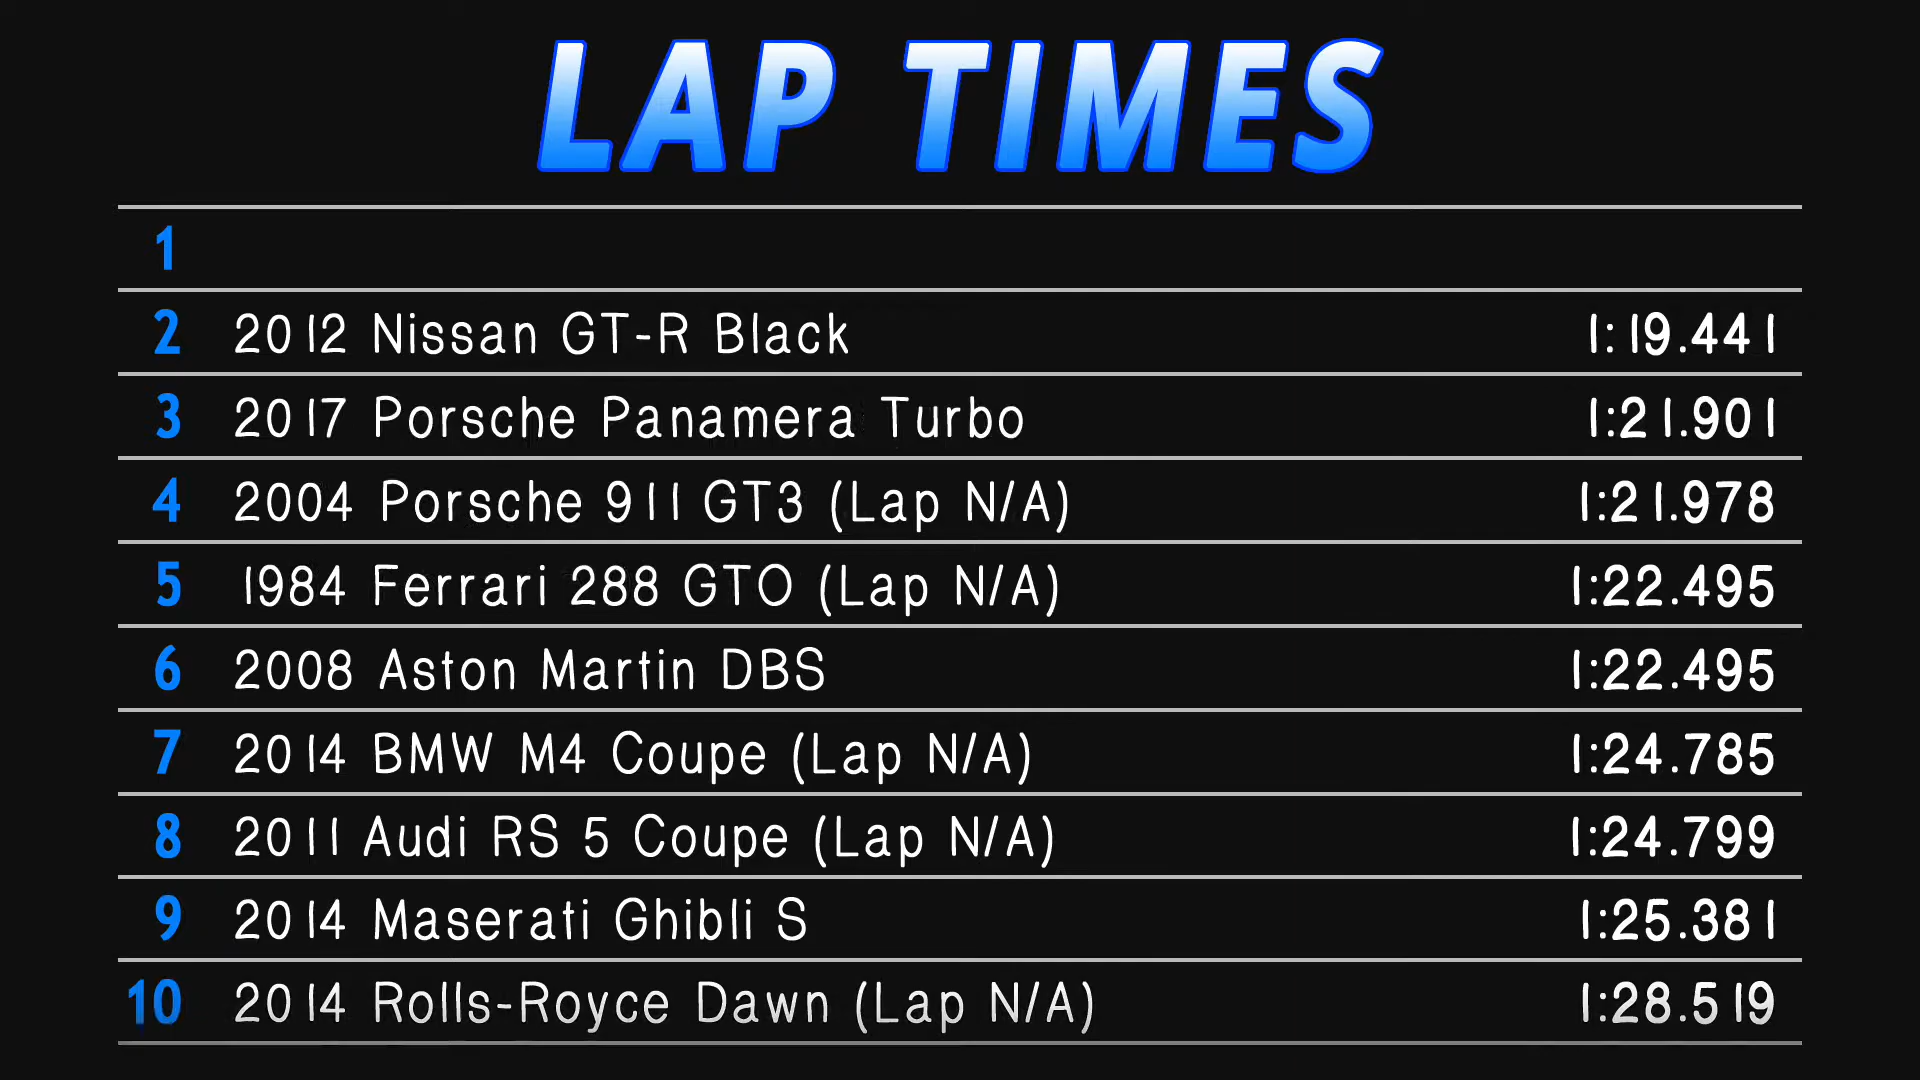 LAP TIMES
1
2 2012 Nissan GT-R Black 1:19.441
3 2017 Porsche Panamera Turbo 1:21.901
4 2004 Porsche 911 GT3 (Lap N/A) 1:21.978
5 1984 Ferrari 288 GTO (Lap N/A) 1:22.495
6 2008 Aston Martin DBS 1:22.495
7 2014 BMW M4 Coupe (Lap N/A) 1:24.785
8 2011 Audi RS 5 Coupe (Lap N/A) 1:24.799
9 2014 Maserati Ghibli S 1:25.381
10 2014 Rolls-Royce Dawn (Lap N/A) 1:28.519